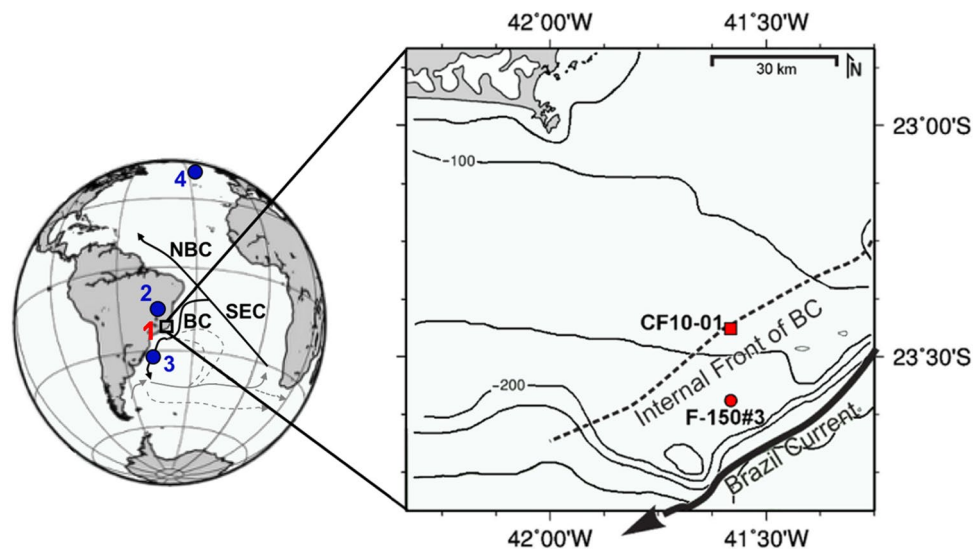 42°00'W 41°30'W
30 km N
23°00'S
-100
4
NBC
2
SEC
BC
1
3
CF10-01
Internal Front of BC
23°30'S
-200
F-150#3
Brazil Current
42°00'W 41°30'W